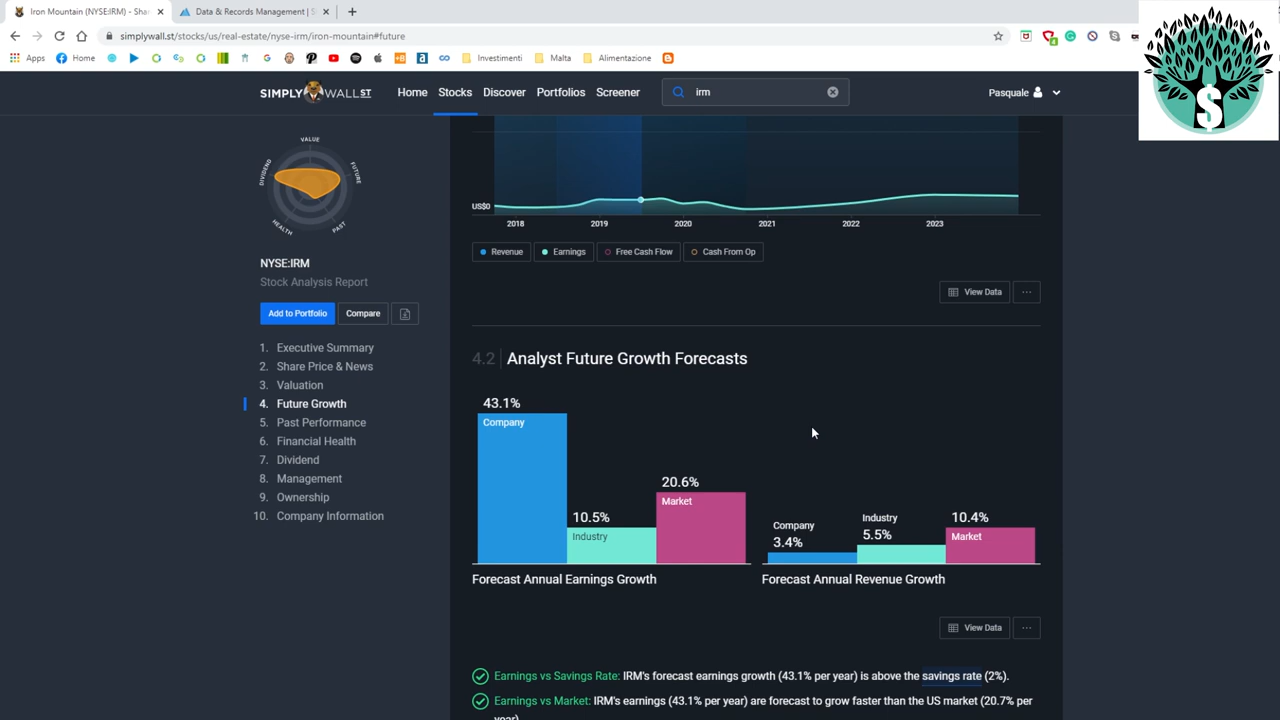 Iron Mountain (NYSE:IRM) - Sha
Data & Records Management | S
simplywall.st/stocks/us/real-estate/nyse-irm/iron-mountain#future
Apps
Home
Investimenti
Malta
Alimentazione
SIMPLY WALL ST
Home
Stocks
Discover
Portfolios
Screener
irm
Pasquale
VALUE
FUTURE
PAST
HEALTH
DIVIDEND
NYSE:IRM
Stock Analysis Report
Add to Portfolio
Compare
1. Executive Summary
2. Share Price & News
3. Valuation
4. Future Growth
5. Past Performance
6. Financial Health
7. Dividend
8. Management
9. Ownership
10. Company Information
US$0
2018 2019 2020 2021 2022 2023
Revenue Earnings Free Cash Flow Cash From Op
View Data ...
4.2 Analyst Future Growth Forecasts
43.1%
Company
10.5%
Industry
20.6%
Market
Forecast Annual Earnings Growth
Company
3.4%
Industry
5.5%
10.4%
Market
Forecast Annual Revenue Growth
View Data ...
Earnings vs Savings Rate: IRM's forecast earnings growth (43.1% per year) is above the savings rate (2%).
Earnings vs Market: IRM's earnings (43.1% per year) are forecast to grow faster than the US market (20.7% per
year).
$